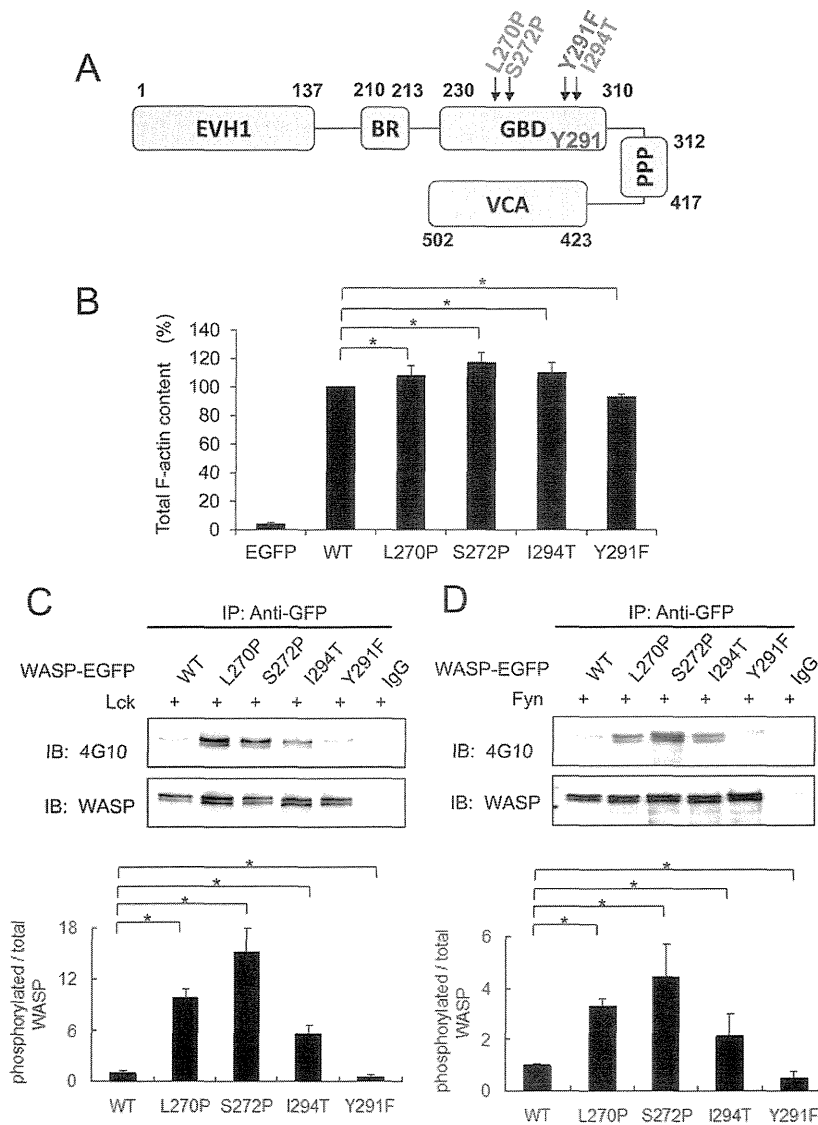 A
L270P
S272P
Y291F
I294T
1
137
210
213
230
310
EVH1
BR
GBD
Y291
PPP
312
417
VCA
502
423
B
Total F-actin content (%)
140
120
100
80
60
40
20
0
*
*
*
*
EGFP
WT
L270P
S272P
I294T
Y291F
C
IP: Anti-GFP
WASP-EGFP
WT
L270P
S272P
I294T
Y291F
IgG
Lck
+ + + + + +
IB: 4G10
IB: WASP
phosphorylated / total WASP
18
12
6
0
*
*
*
*
WT
L270P
S272P
I294T
Y291F
D
IP: Anti-GFP
WASP-EGFP
WT
L270P
S272P
I294T
Y291F
IgG
Fyn
+ + + + + +
IB: 4G10
IB: WASP
phosphorylated / total WASP
6
4
2
0
*
*
*
*
WT
L270P
S272P
I294T
Y291F